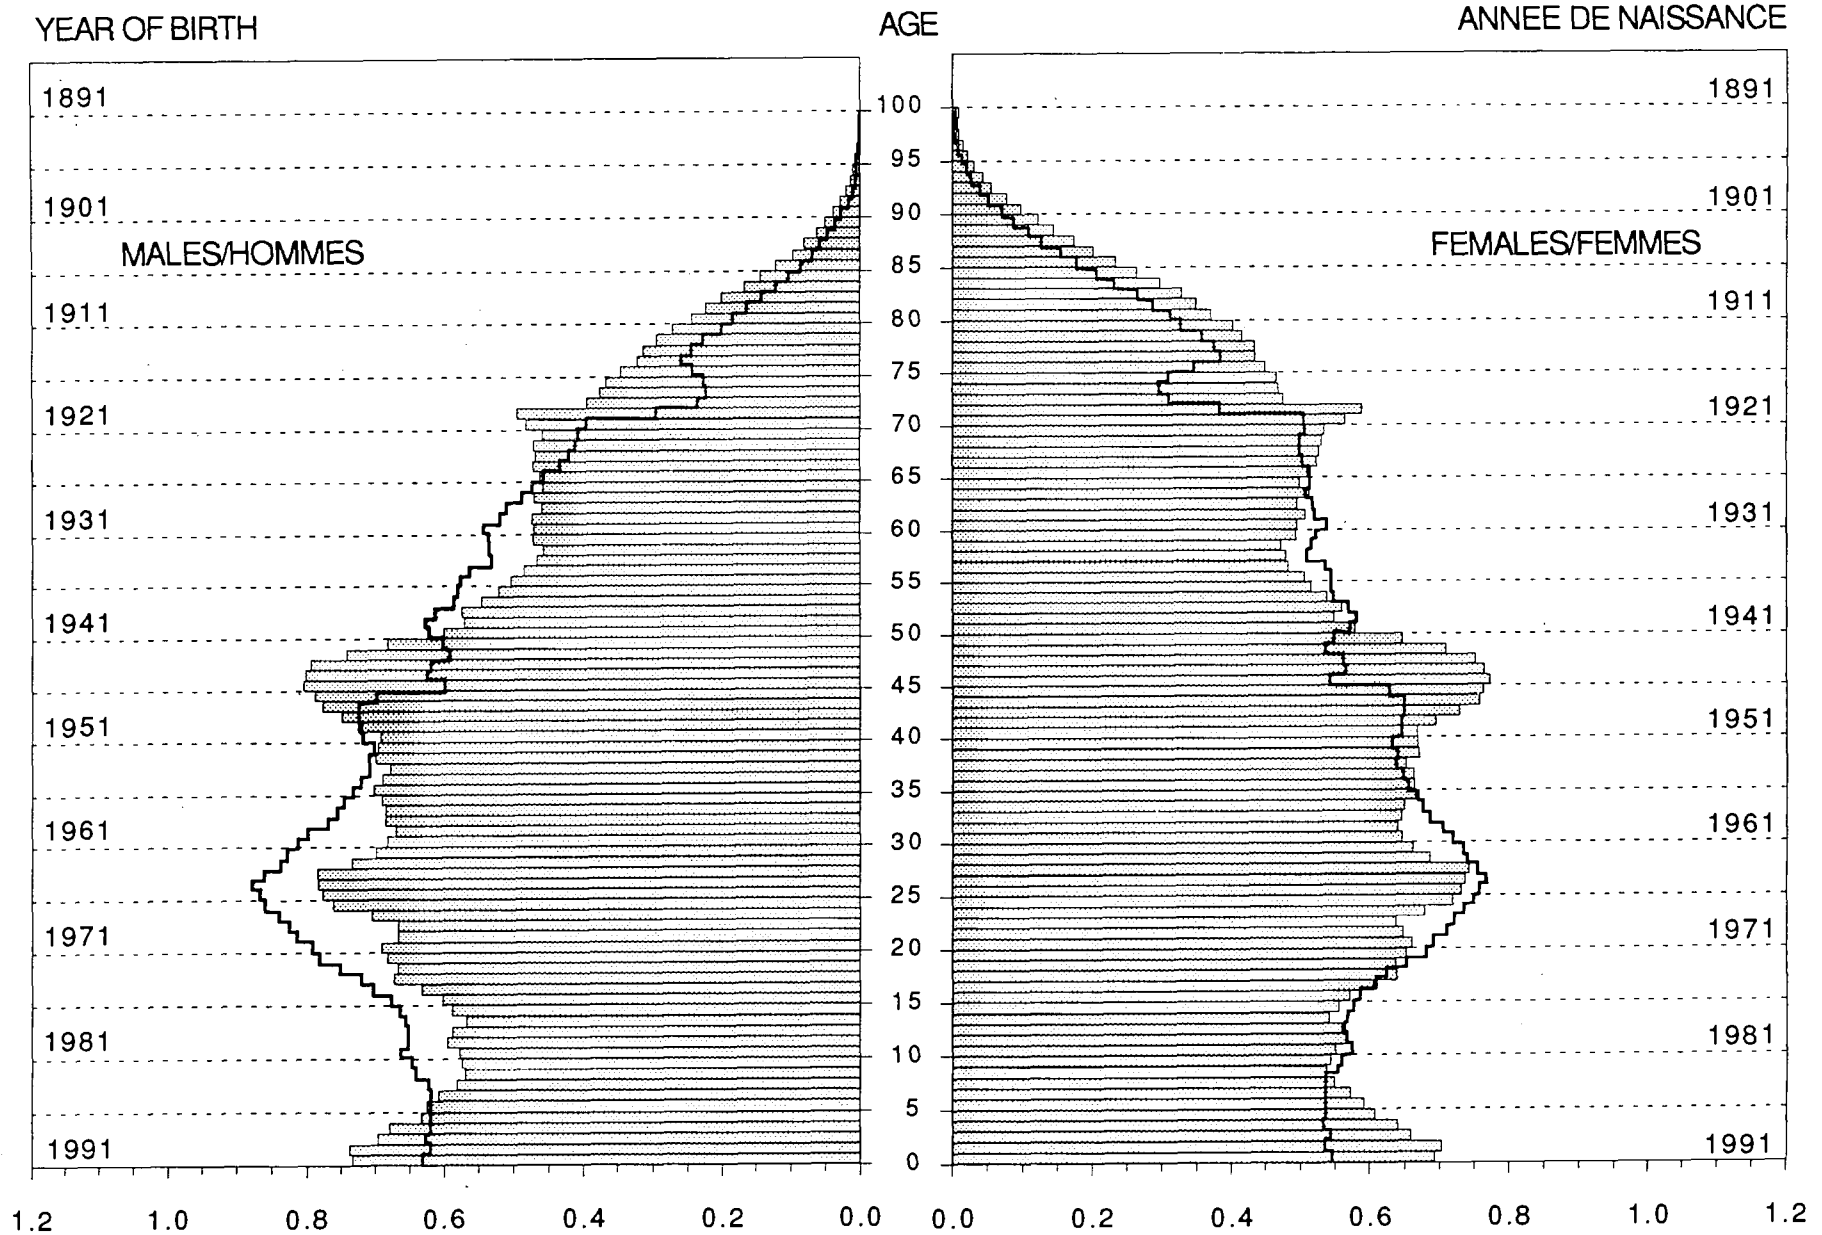 YEAR OF BIRTH AGE ANNEE DE NAISSANCE
1891 100 1891
95
1901 90 1901
MALES/HOMMES FEMALES/FEMMES
85
1911 80 1911
75
1921 70 1921
65
1931 60 1931
55
1941 50 1941
45
1951 40 1951
35
1961 30 1961
25
1971 20 1971
15
1981 10 1981
5
1991 0 1991
1.2 1.0 0.8 0.6 0.4 0.2 0.0 0.0 0.2 0.4 0.6 0.8 1.0 1.2